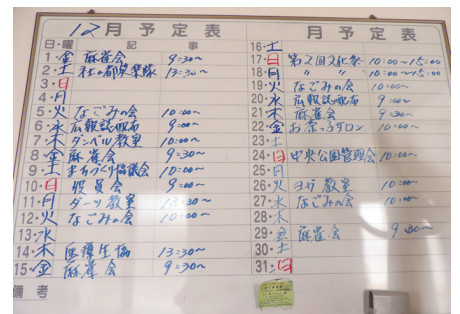 12月予定表
日・曜 記事
1・金 麻雀会 9:30〜
2・土 社の都楽隊 13:30〜
3・日
4・月
5・火 なごみの会 10:00〜
6・水 広報誌配布 9:00〜
7・木 ダンベル教室 10:00〜
8・金 麻雀会 9:30〜
9・土 まちづくり協議会 10:00〜
10・日 役員会 9:00〜
11・月 ダーツ教室 13:30〜
12・火 なごみの会 10:00〜
13・水
14・木 医療生協 13:30〜
15・金 麻雀会 9:30〜
備考
月予定表
16・土
17・日 第2回文化祭 10:00〜15:00
18・月 〃 〃 10:00〜15:00
19・火 なごみの会 10:00〜
20・水 広報誌配布 9:00〜
21・木 麻雀会 9:30〜
22・金 お茶の子サロン 10:00〜
23・土
24・日 中央公園管理会 10:00〜
25・月
26・火 ヨガ教室 10:00〜
27・水 なごみの会 10:00〜
28・木
29・金 麻雀会 9:30〜
30・土
31・日